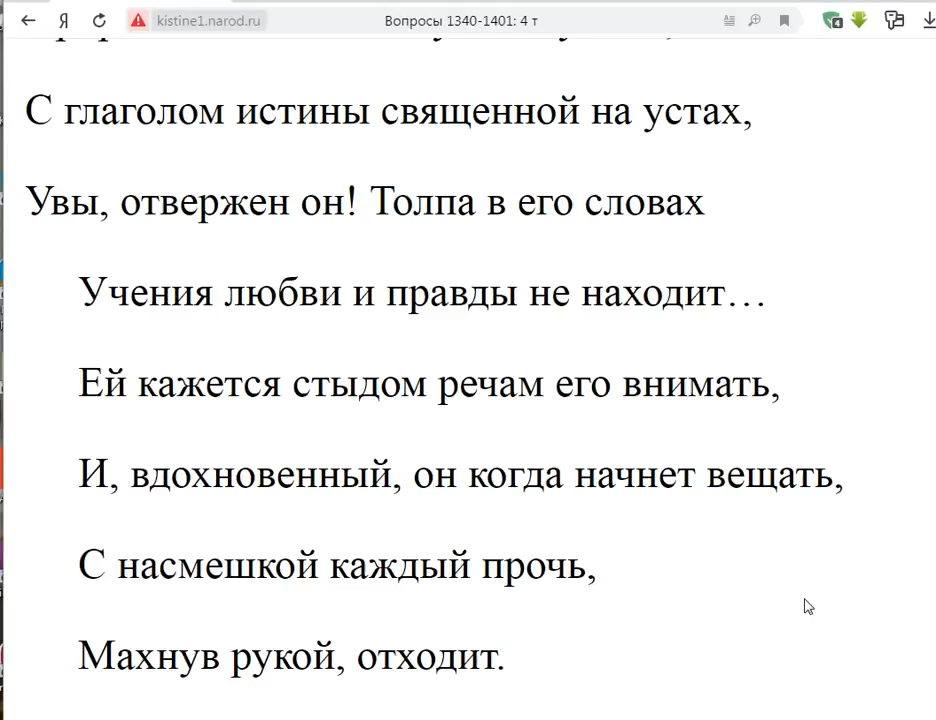 kistine1.narod.ru
Вопросы 1340-1401: 4 т
4
С глаголом истины священной на устах,
Увы, отвержен он! Толпа в его словах
Учения любви и правды не находит…
Ей кажется стыдом речам его внимать,
И, вдохновенный, он когда начнет вещать,
С насмешкой каждый прочь,
Махнув рукой, отходит.